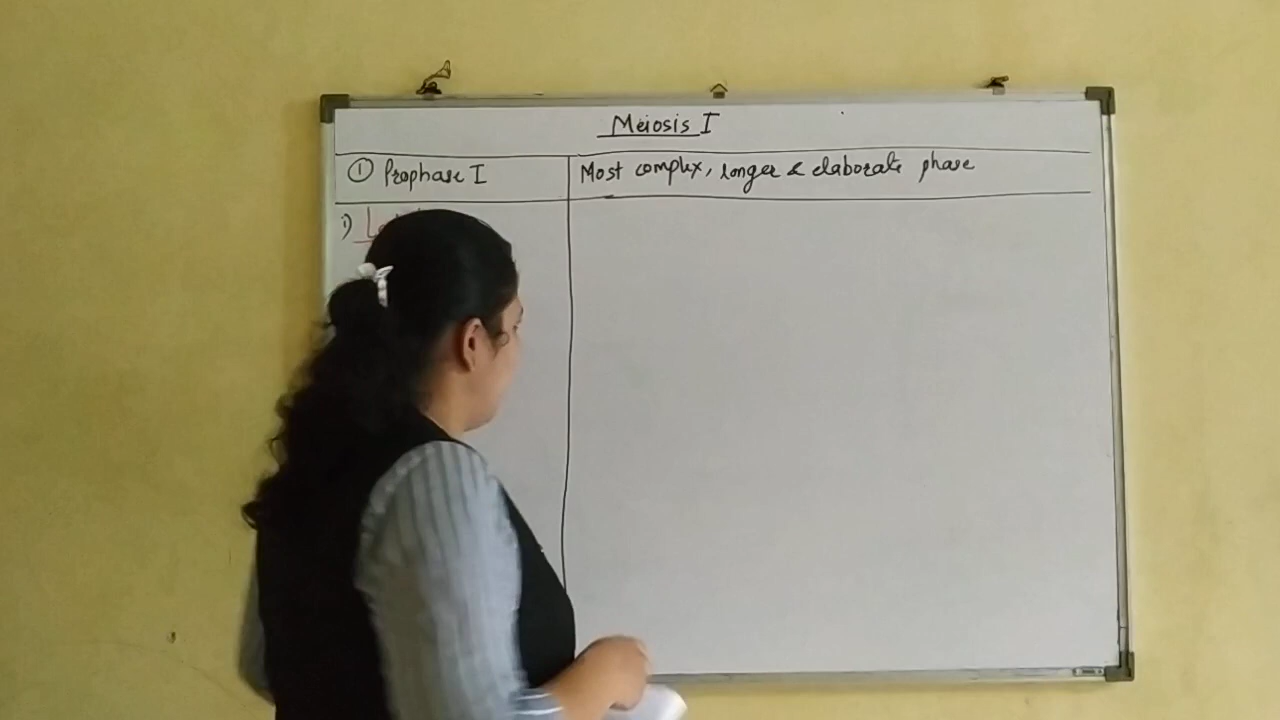 Meiosis I
① Prophase I
Most complex, longer & elaborate phase
i)